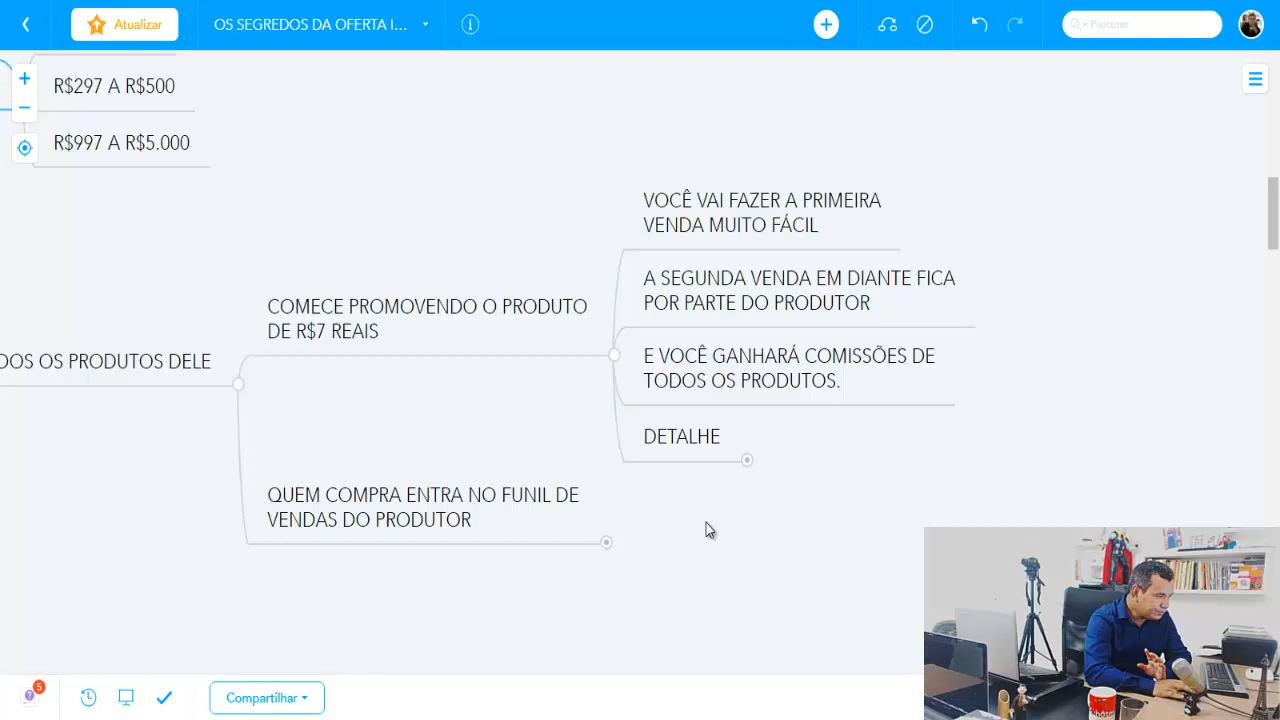 Atualizar
OS SEGREDOS DA OFERTA I...
Procurar
R$297 A R$500
R$997 A R$5.000
VOCÊ VAI FAZER A PRIMEIRA
VENDA MUITO FÁCIL
A SEGUNDA VENDA EM DIANTE FICA
POR PARTE DO PRODUTOR
COMECE PROMOVENDO O PRODUTO
DE R$7 REAIS
E VOCÊ GANHARÁ COMISSÕES DE
TODOS OS PRODUTOS.
DOS OS PRODUTOS DELE
DETALHE
QUEM COMPRA ENTRA NO FUNIL DE
VENDAS DO PRODUTOR
5
Compartilhar